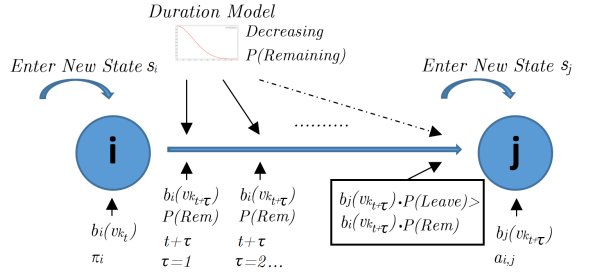 Duration Model
Decreasing
P(Remaining)
Enter New State s_i
Enter New State s_j
i
j
.........
b_i(v_{k_t})
π_i
b_i(v_{k_{t+τ}})
P(Rem)
t+τ
τ=1
b_i(v_{k_{t+τ}})
P(Rem)
t+τ
τ=2...
b_j(v_{k_{t+τ}})·P(Leave)>
b_i(v_{k_{t+τ}})·P(Rem)
b_j(v_{k_{t+τ}})
a_{i,j}